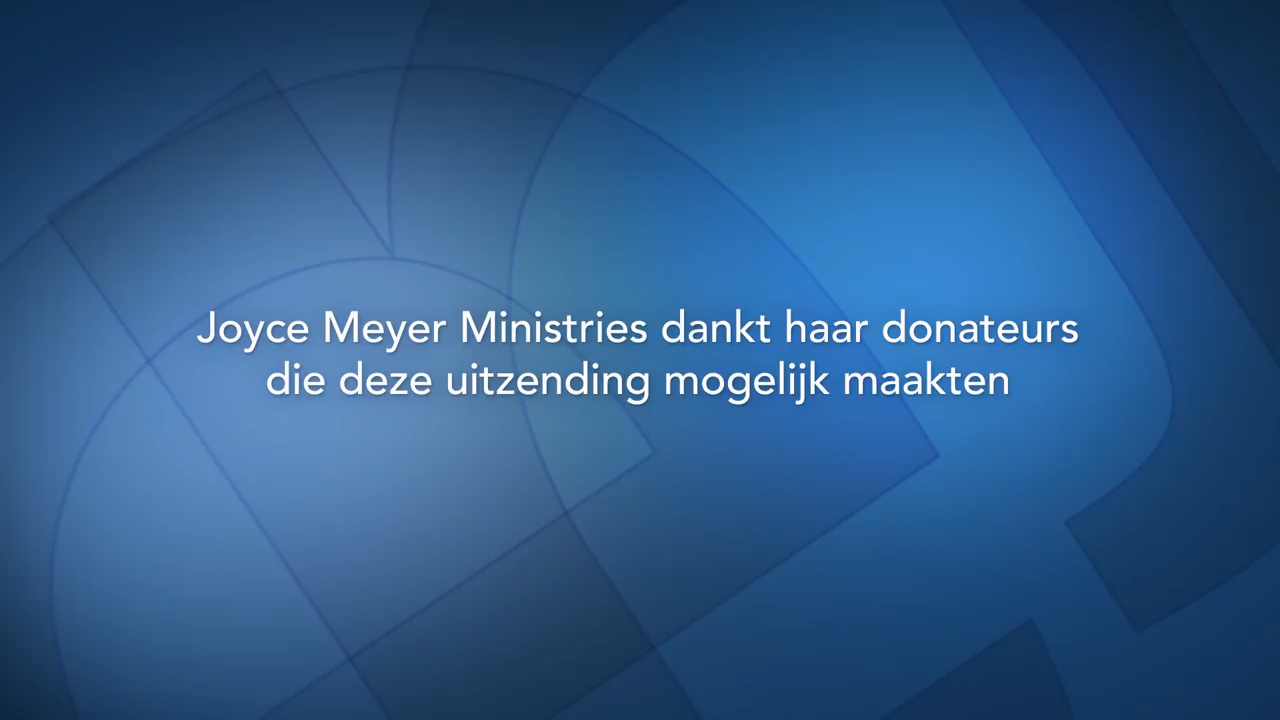 Joyce Meyer Ministries dankt haar donateurs
die deze uitzending mogelijk maakten